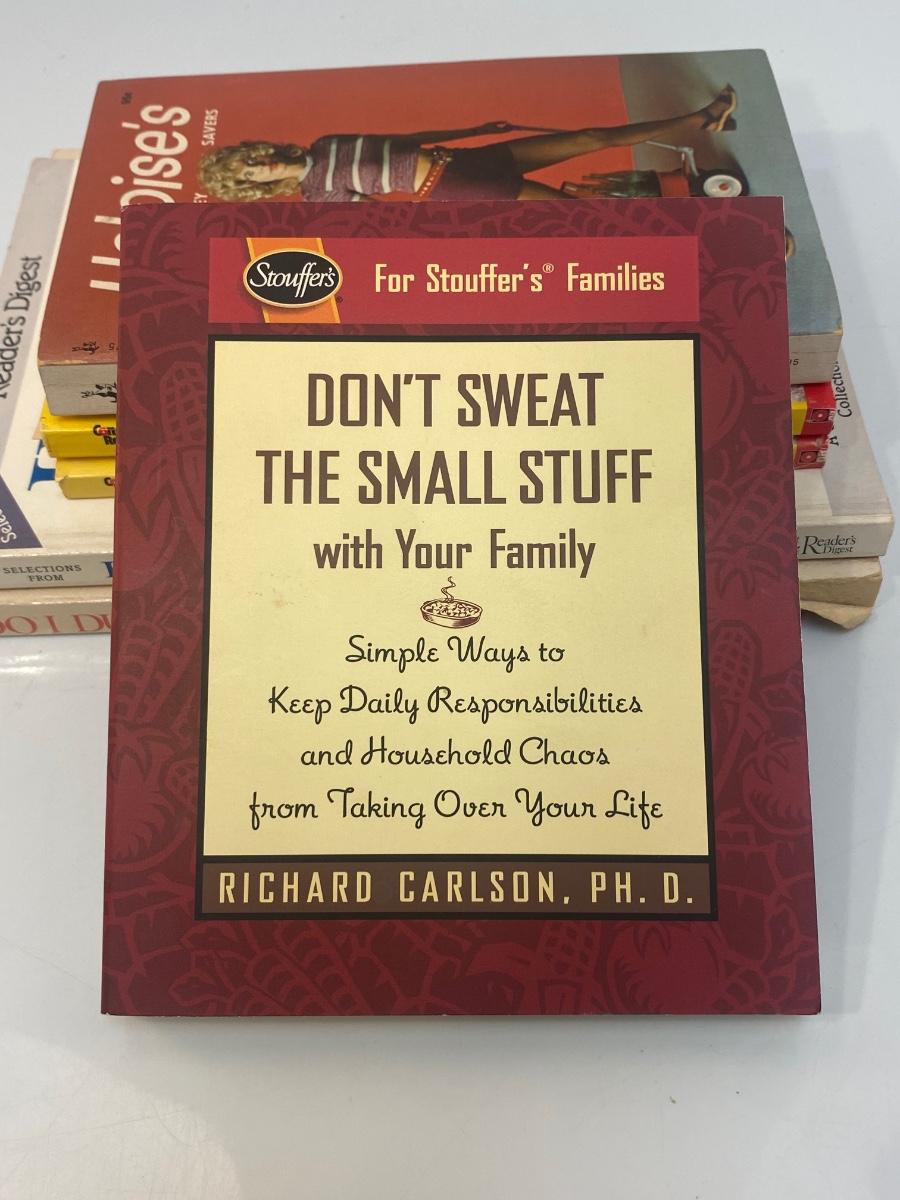 SAVERS
Reader's Digest
Stouffer's®
For Stouffer's® Families
DON'T SWEAT
THE SMALL STUFF
with Your Family
Simple Ways to
Keep Daily Responsibilities
and Household Chaos
from Taking Over Your Life
RICHARD CARLSON, PH. D.
SELECTIONS
FROM
Reader's
Digest